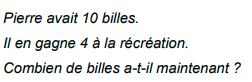 Pierre avait 10 billes.
Il en gagne 4 à la récréation.
Combien de billes a-t-il maintenant ?